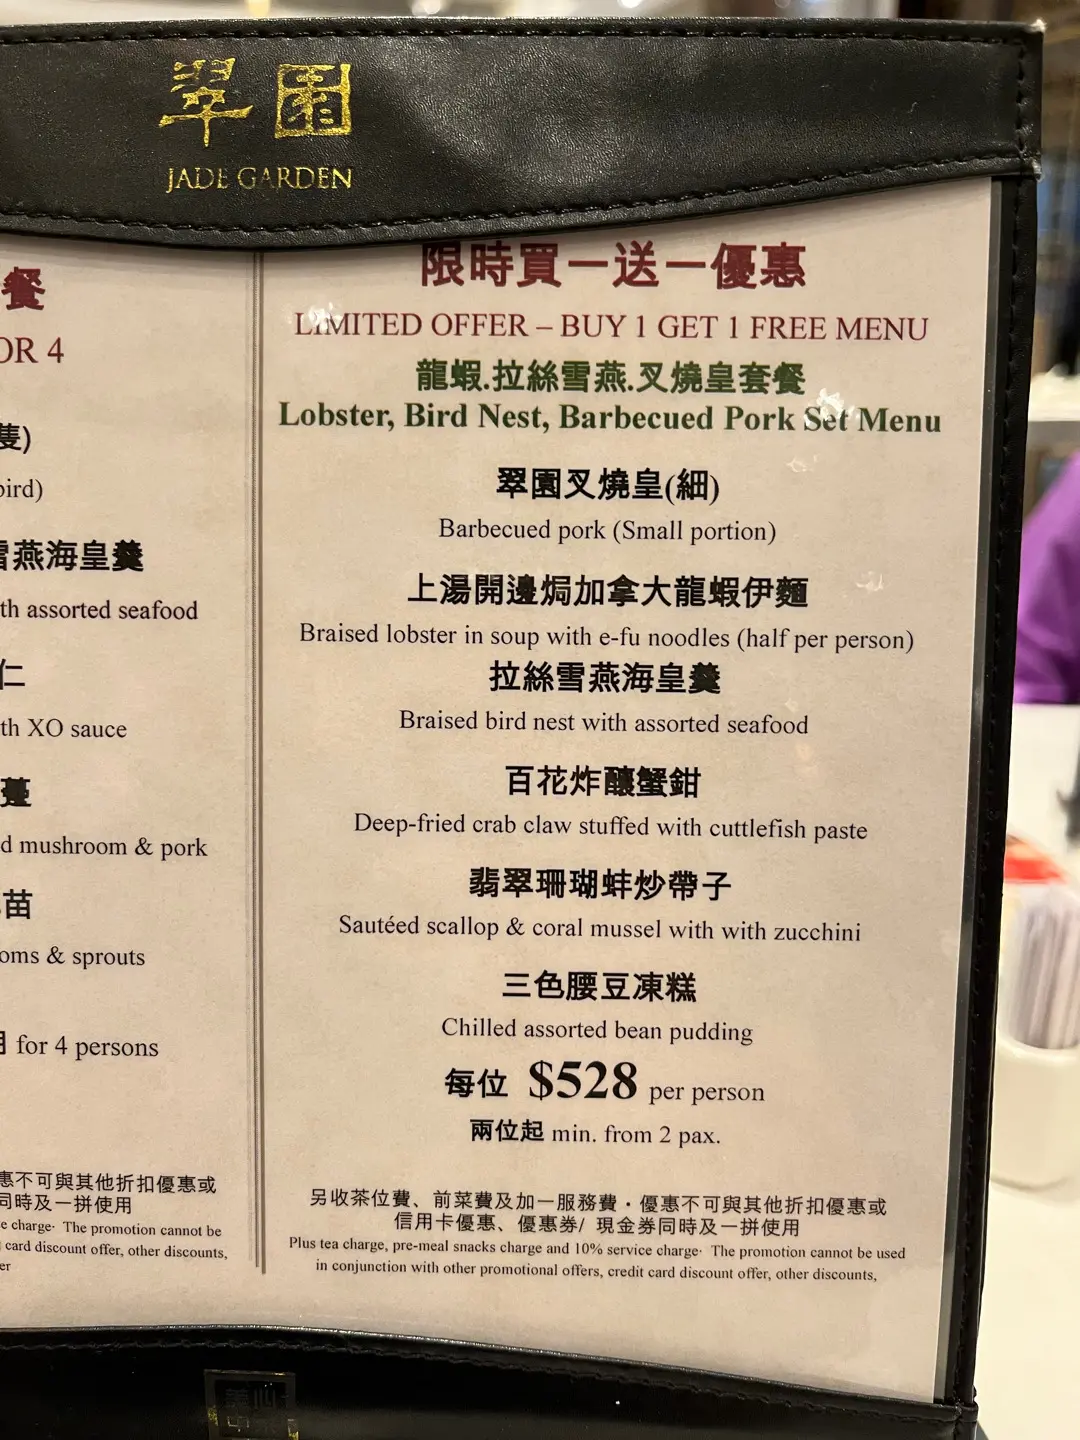 翠園
JADE GARDEN
餐
OR 4
隻)
bird)
雪燕海皇羹
th assorted seafood
仁
th XO sauce
d mushroom & pork
苗
oms & sprouts
用 for 4 persons
惠不可與其他折扣優惠或
同時及一拼使用
e charge· The promotion cannot be
card discount offer, other discounts,
er
限時買一送一優惠
LIMITED OFFER – BUY 1 GET 1 FREE MENU
龍蝦.拉絲雪燕.叉燒皇套餐
Lobster, Bird Nest, Barbecued Pork Set Menu
翠園叉燒皇(細)
Barbecued pork (Small portion)
上湯開邊焗加拿大龍蝦伊麵
Braised lobster in soup with e-fu noodles (half per person)
拉絲雪燕海皇羹
Braised bird nest with assorted seafood
百花炸釀蟹鉗
Deep-fried crab claw stuffed with cuttlefish paste
翡翠珊瑚蚌炒帶子
Sautéed scallop & coral mussel with with zucchini
三色腰豆凍糕
Chilled assorted bean pudding
每位 $528 per person
兩位起 min. from 2 pax.
另收茶位費、前菜費及加一服務費·優惠不可與其他折扣優惠或
信用卡優惠、優惠券/ 現金券同時及一拼使用
Plus tea charge, pre-meal snacks charge and 10% service charge· The promotion cannot be used
in conjunction with other promotional offers, credit card discount offer, other discounts,